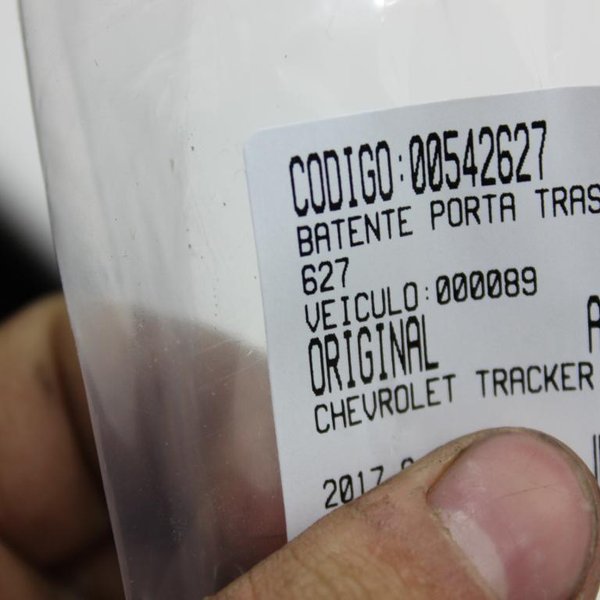 CODIGO:00542627
BATENTE PORTA TRAS
627
VEICULO:000089
ORIGINAL A
CHEVROLET TRACKER
2017